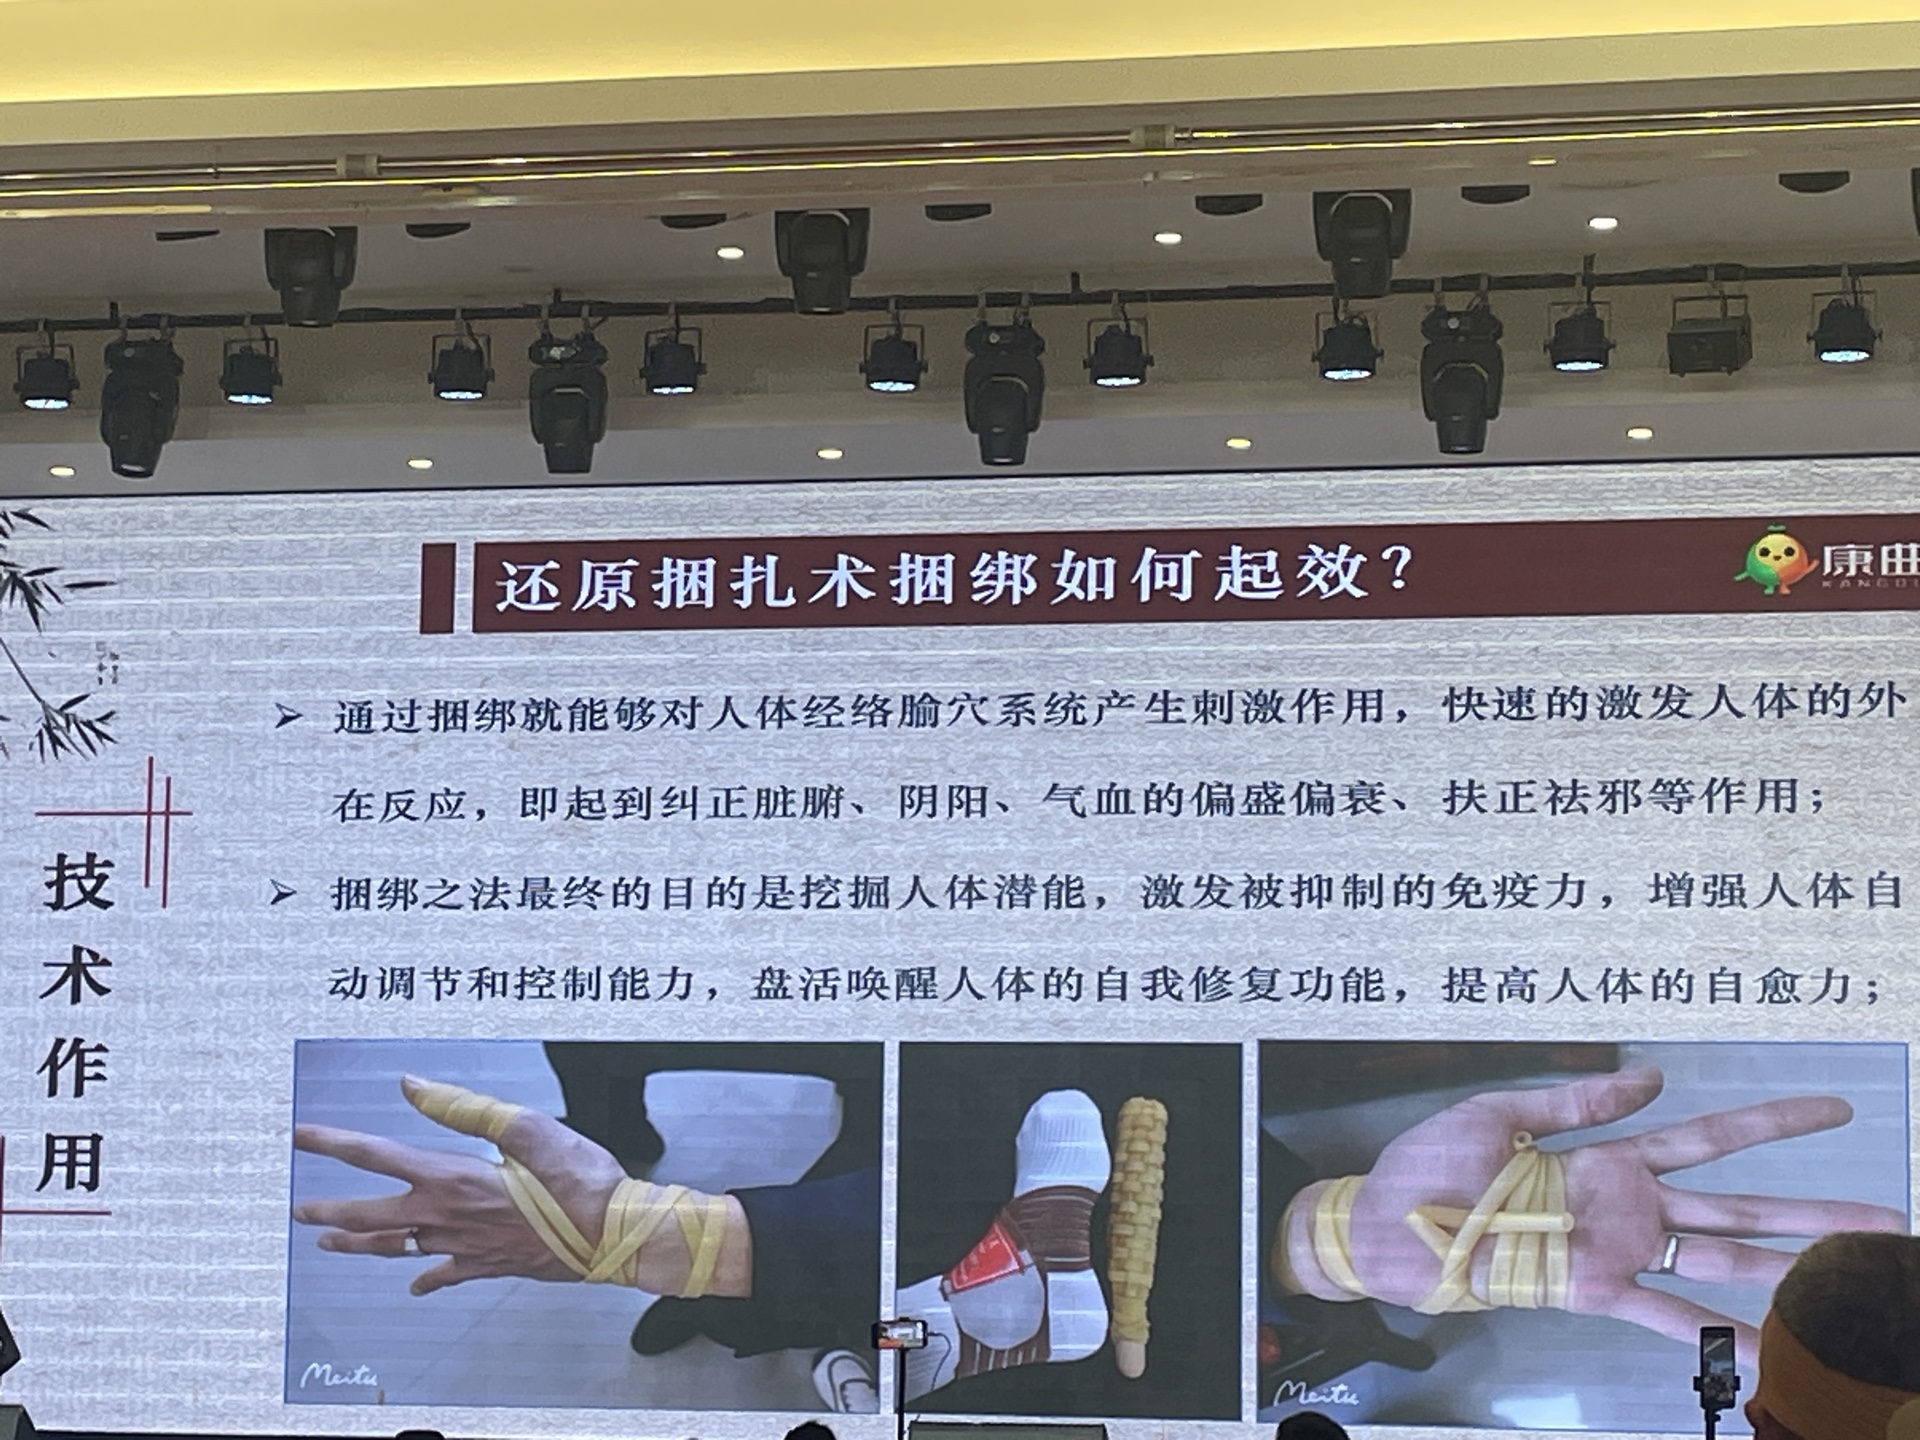 还原捆扎术捆绑如何起效？
康曲
技术作用
➢ 通过捆绑就能够对人体经络腧穴系统产生刺激作用，快速的激发人体的外
在反应，即起到纠正脏腑、阴阳、气血的偏盛偏衰、扶正祛邪等作用；
➢ 捆绑之法最终的目的是挖掘人体潜能，激发被抑制的免疫力，增强人体自
动调节和控制能力，盘活唤醒人体的自我修复功能，提高人体的自愈力；
Meitu
Meitu